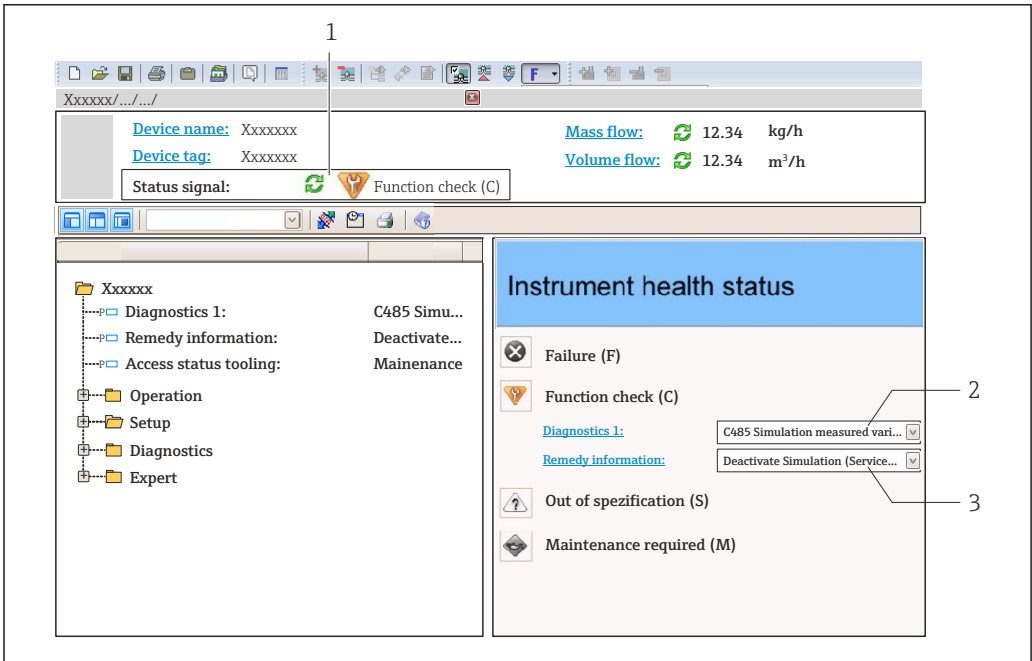 1
F
Xxxxxx/.../.../
Device name: Xxxxxxx
Mass flow: 12.34 kg/h
Device tag: Xxxxxxx
Volume flow: 12.34 m³/h
Status signal: Function check (C)
Xxxxxx
P Diagnostics 1: C485 Simu...
P Remedy information: Deactivate...
P Access status tooling: Mainenance
Operation
Setup
Diagnostics
Expert
Instrument health status
Failure (F)
Function check (C)
2
Diagnostics 1: C485 Simulation measured vari...
Remedy information: Deactivate Simulation (Service...
3
Out of spezification (S)
Maintenance required (M)